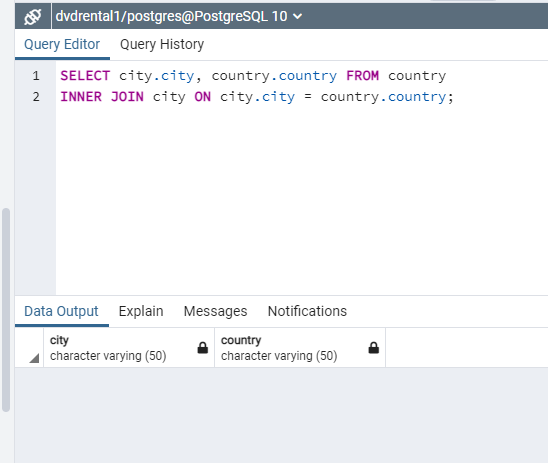 dvdrental1/postgres@PostgreSQL 10
Query Editor Query History
1 SELECT city.city, country.country FROM country
2 INNER JOIN city ON city.city = country.country;
Data Output Explain Messages Notifications
city country
character varying (50) character varying (50)